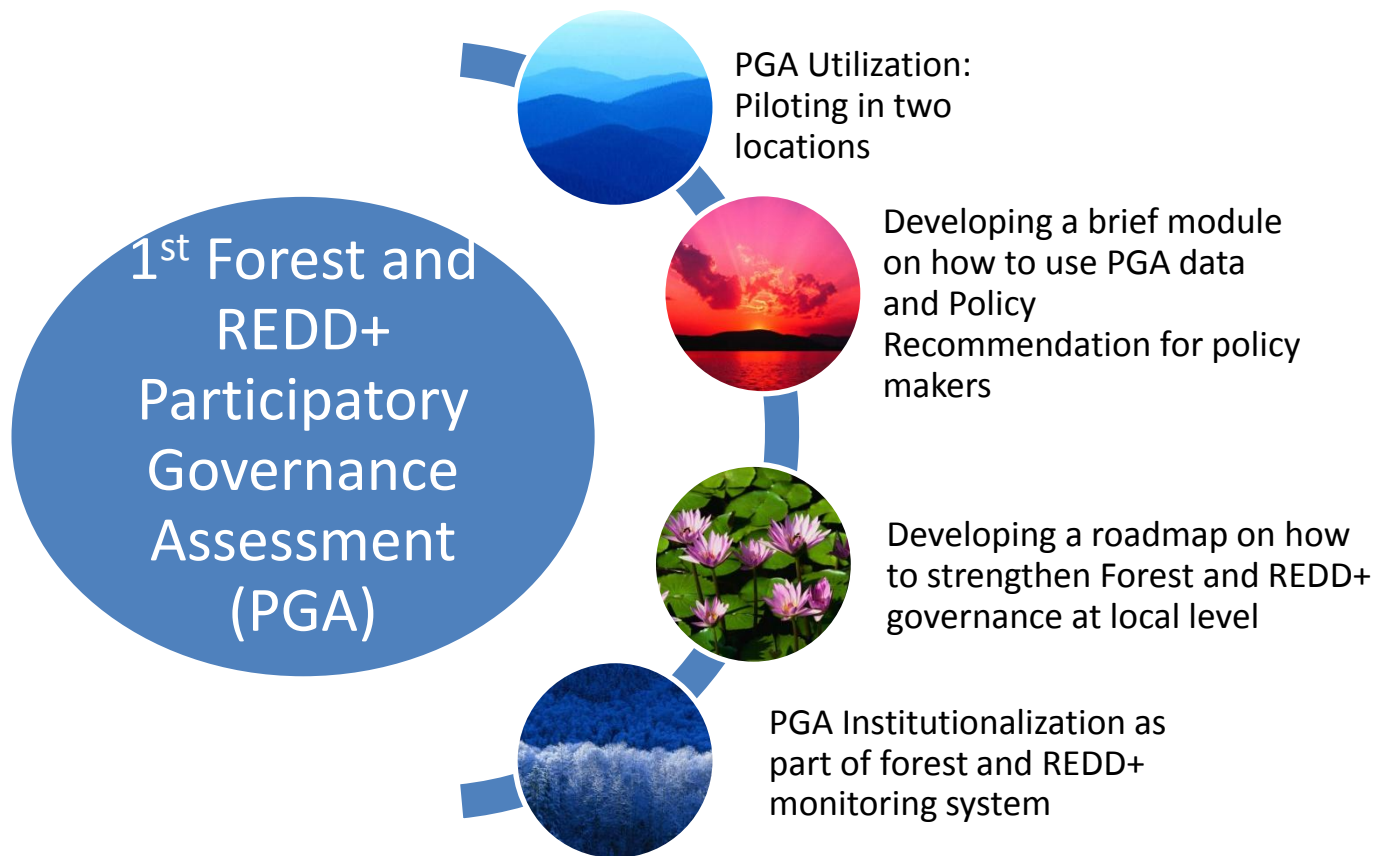 1st Forest and
REDD+
Participatory
Governance
Assessment
(PGA)
PGA Utilization:
Piloting in two
locations
Developing a brief module
on how to use PGA data
and Policy
Recommendation for policy
makers
Developing a roadmap on how
to strengthen Forest and REDD+
governance at local level
PGA Institutionalization as
part of forest and REDD+
monitoring system